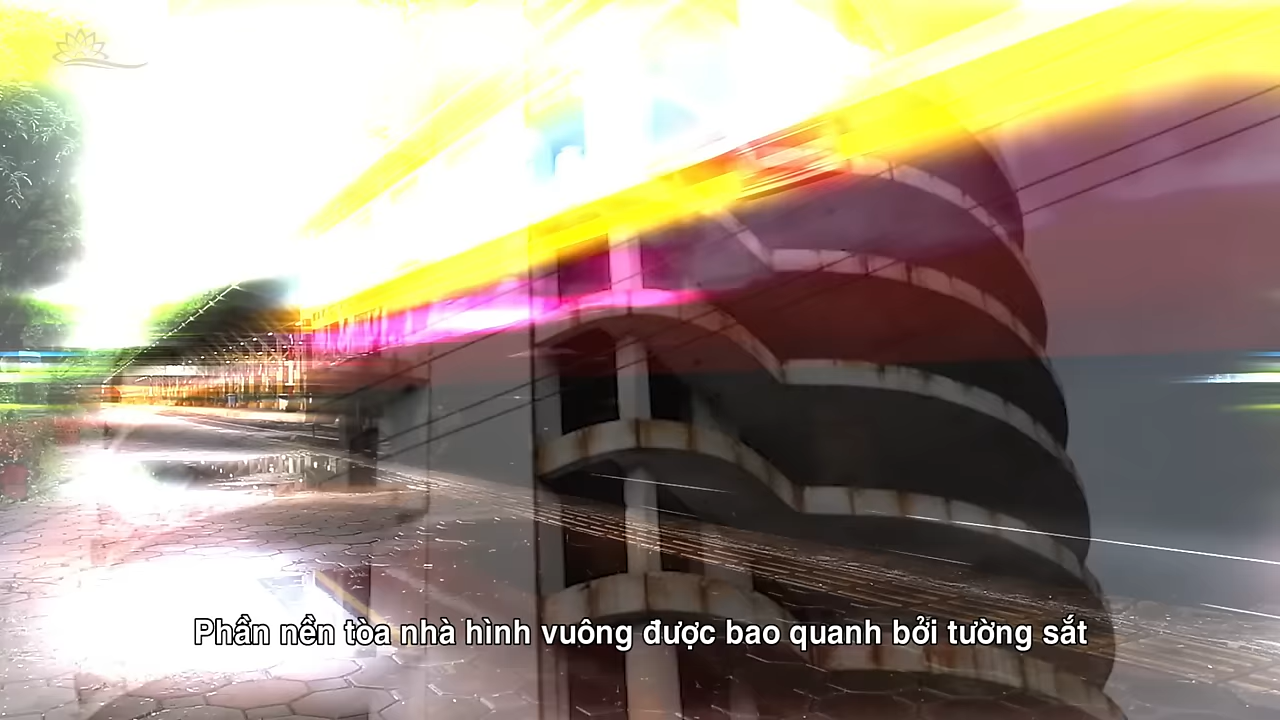 Phần nền tòa nhà hình vuông được bao quanh bởi tường sắt